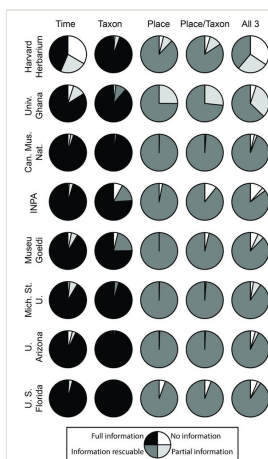 Time Taxon Place Place/Taxon All 3
Harvard
Herbarium
Univ.
Ghana
Can. Mus.
Nat.
INPA
Museu
Goeldi
Mich. St.
U.
U.
Arizona
U. S.
Florida
Full information No information
Information rescuable Partial information